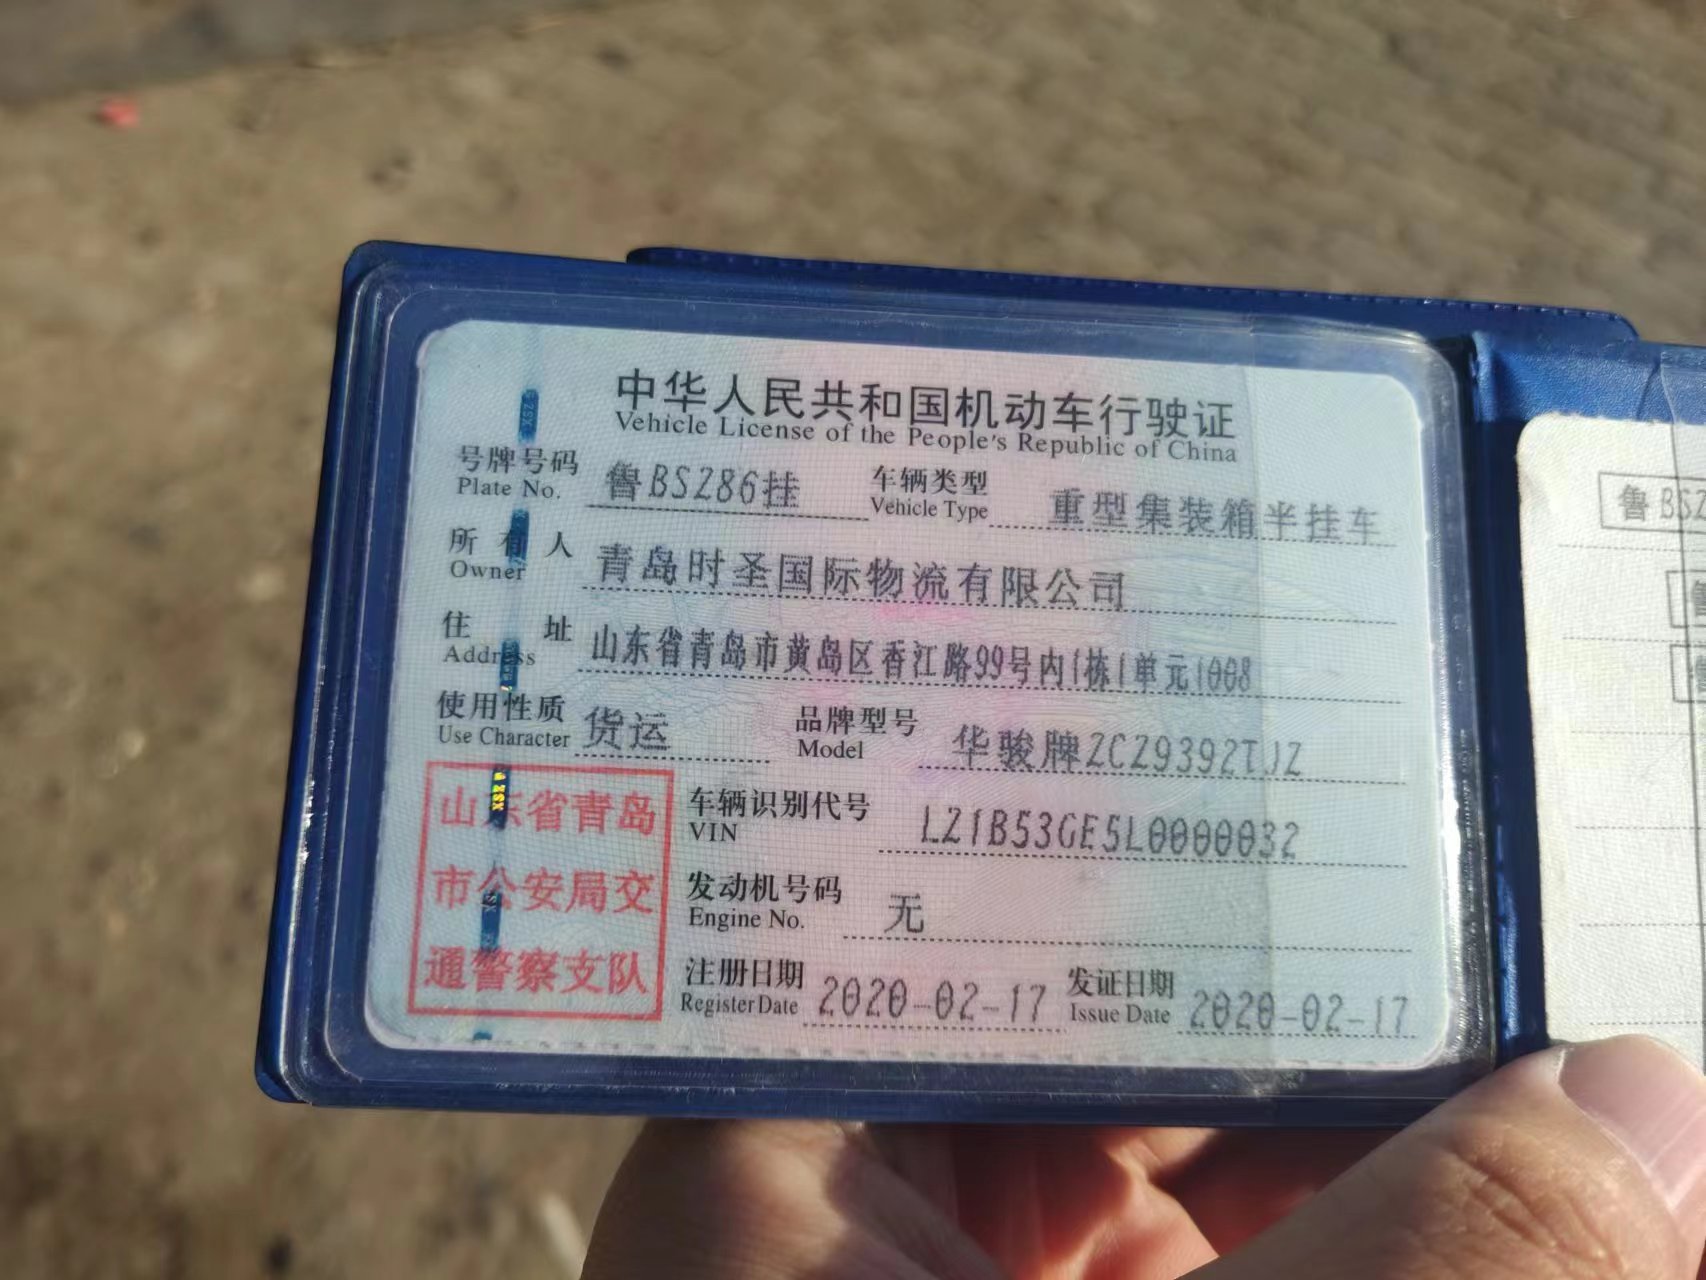 中华人民共和国机动车行驶证
Vehicle License of the People's Republic of China
号牌号码 鲁BSZ86挂 车辆类型 重型集装箱半挂车
Plate No. Vehicle Type
所有人 青岛时圣国际物流有限公司
Owner
住址 山东省青岛市黄岛区香江路99号内1栋1单元1008
Address
使用性质 货运 品牌型号 华骏牌ZCZ9392TJZ
Use Character Model
山东省青岛
市公安局交
通警察支队
车辆识别代号 LZ1B53GE5L0000032
VIN
发动机号码 无
Engine No.
注册日期 2020-02-17 发证日期 2020-02-17
Register Date Issue Date
鲁BSZ